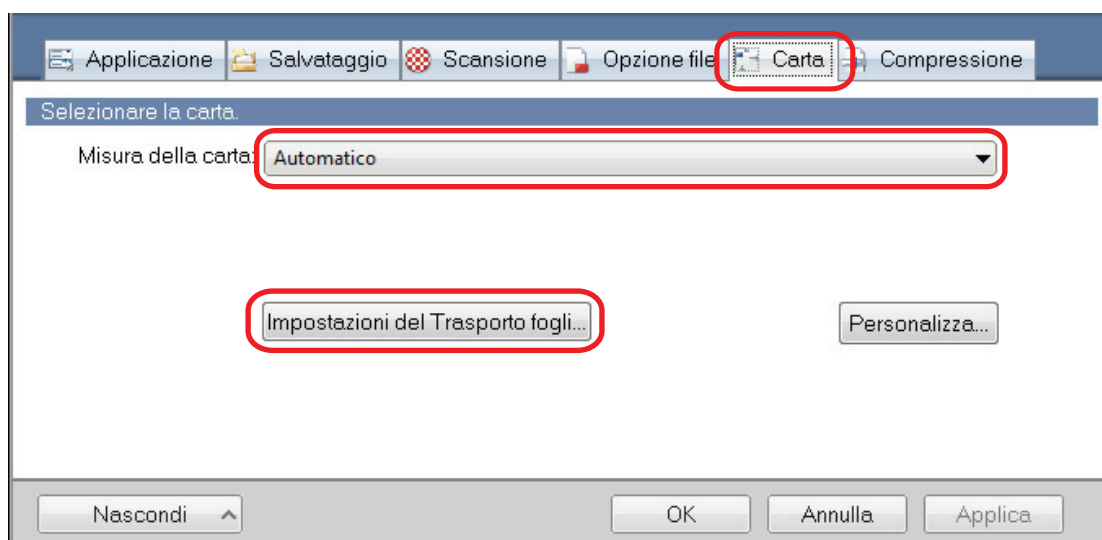 Applicazione Salvataggio Scansione Opzione file Carta Compressione
Selezionare la carta.
Misura della carta: Automatico
Impostazioni del Trasporto fogli... Personalizza...
Nascondi OK Annulla Applica